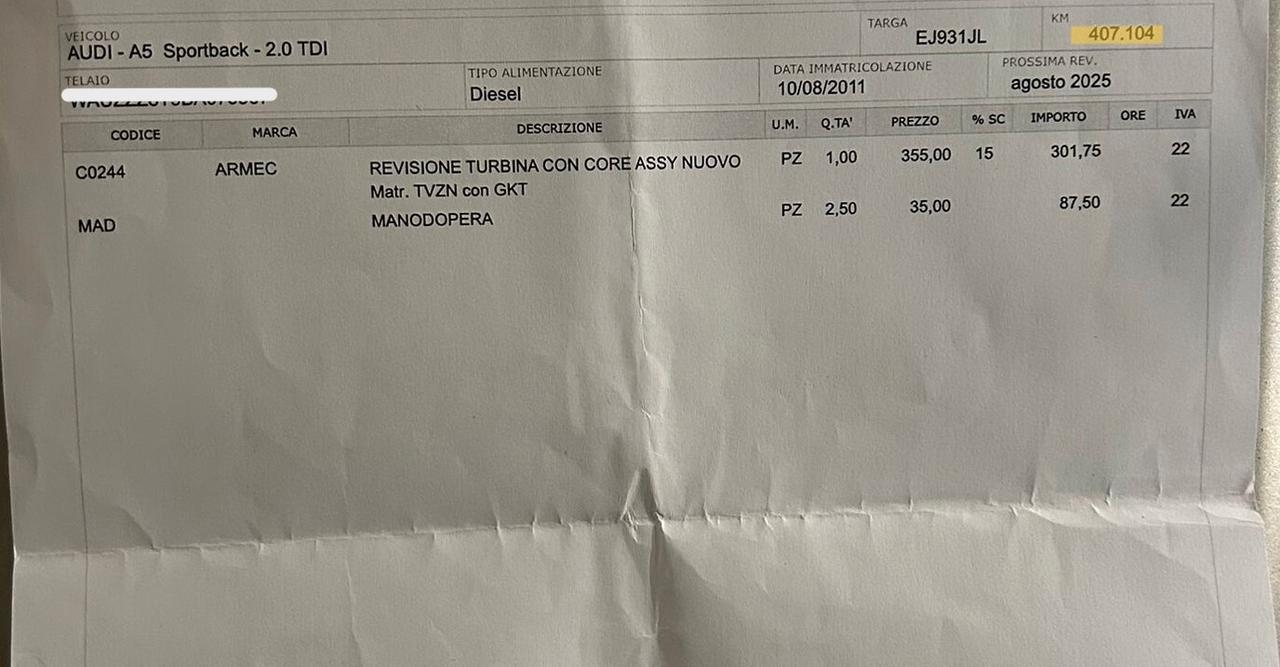 VEICOLO
AUDI - A5 Sportback - 2.0 TDI
TARGA
EJ931JL
KM
407.104
TELAIO
TIPO ALIMENTAZIONE
Diesel
DATA IMMATRICOLAZIONE
10/08/2011
PROSSIMA REV.
agosto 2025
CODICE MARCA DESCRIZIONE U.M. Q.TA' PREZZO % SC IMPORTO ORE IVA
C0244 ARMEC REVISIONE TURBINA CON CORE ASSY NUOVO PZ 1,00 355,00 15 301,75 22
Matr. TVZN con GKT
MAD MANODOPERA PZ 2,50 35,00 87,50 22